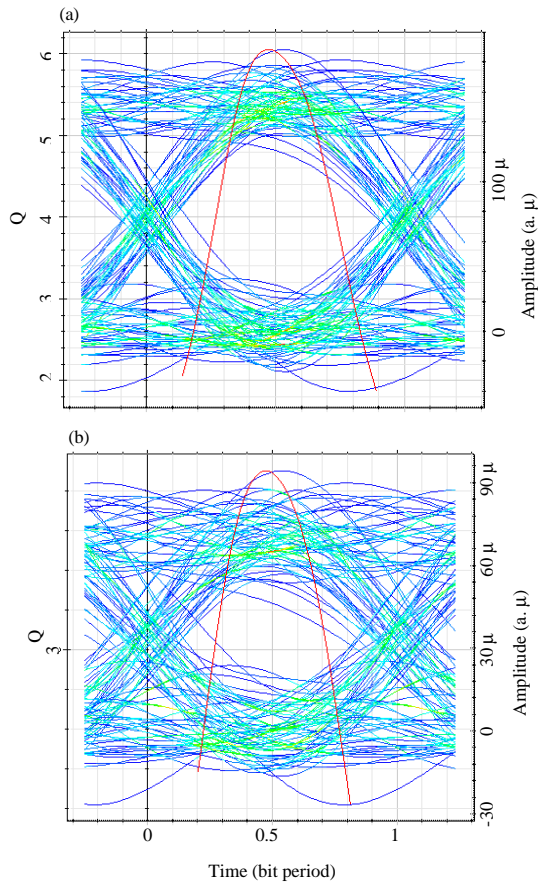 (a)
6
5
4
3
2
Q
100 μ
0
Amplitude (a. μ)
(b)
3
Q
90 μ
60 μ
30 μ
0
-30
Amplitude (a. μ)
0
0.5
1
Time (bit period)